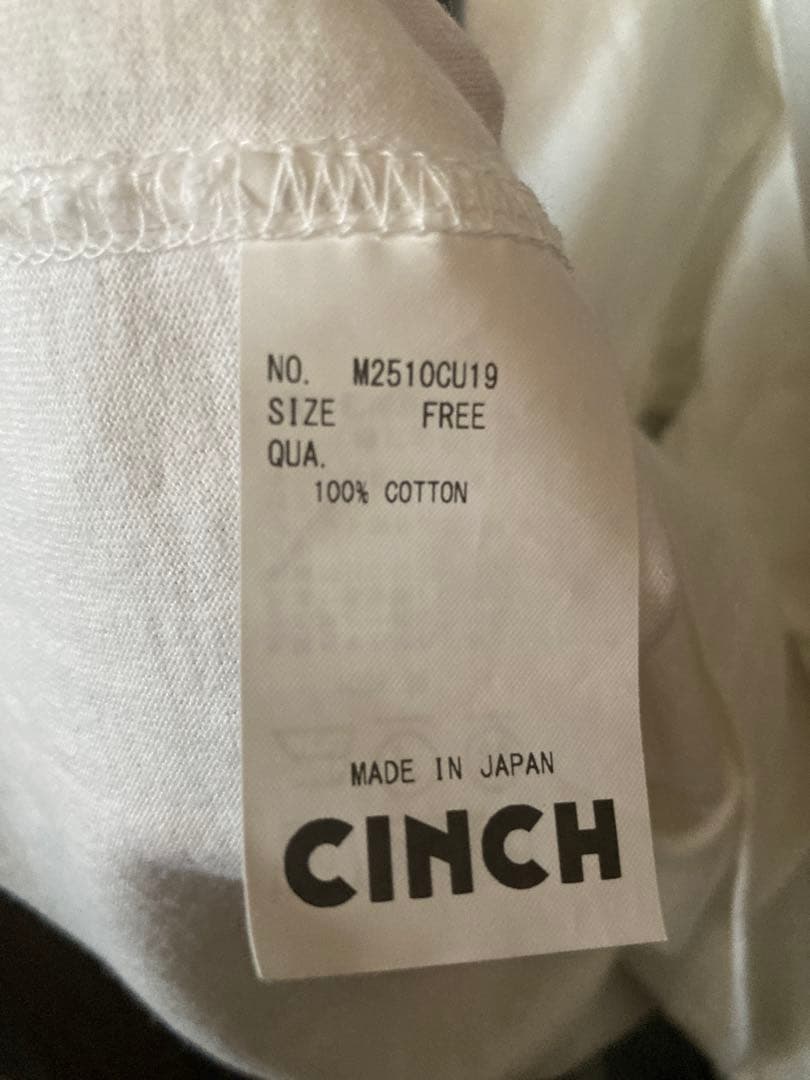 NO. M2510CU19
SIZE FREE
QUA.
100% COTTON
MADE IN JAPAN
CINCH